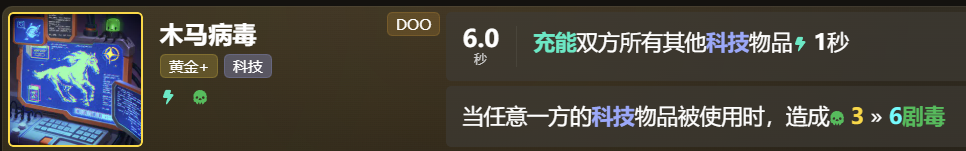 木马病毒
DOO
黄金+
科技
6.0
秒
充能双方所有其他科技物品 1秒
当任意一方的科技物品被使用时，造成 3 » 6剧毒